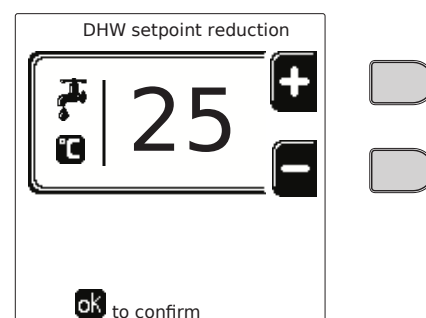 DHW setpoint reduction
+
°C 25
-
ok to confirm